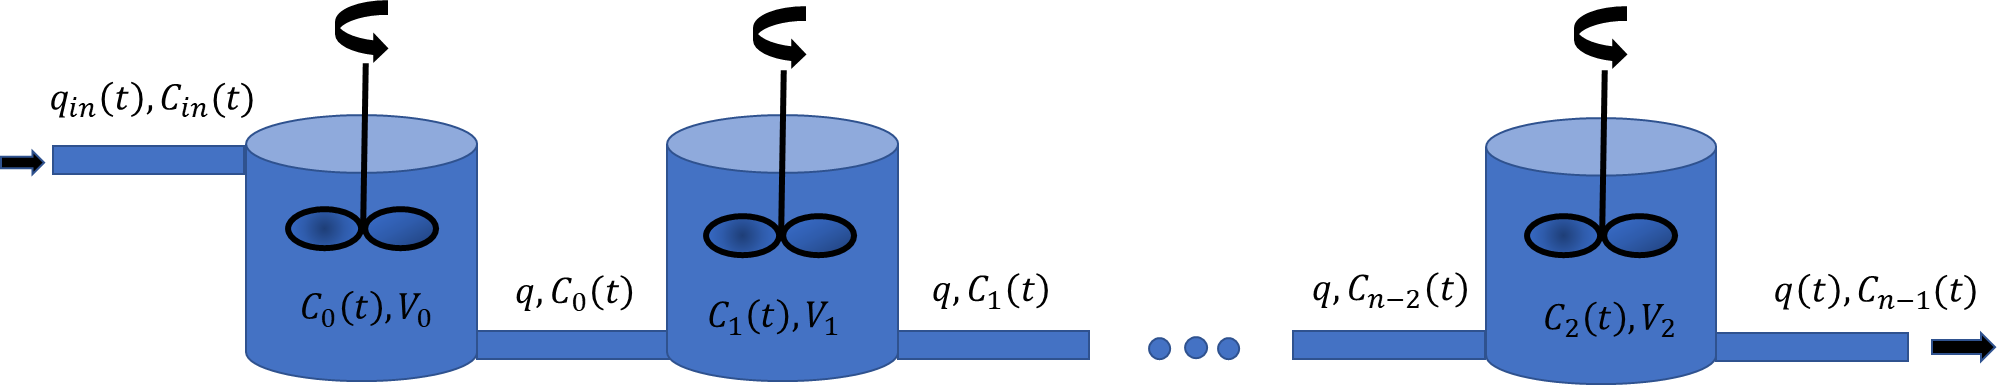 q_{in}(t), C_{in}(t)
C_0(t), V_0
q, C_0(t)
C_1(t), V_1
q, C_1(t)
q, C_{n-2}(t)
C_2(t), V_2
q(t), C_{n-1}(t)